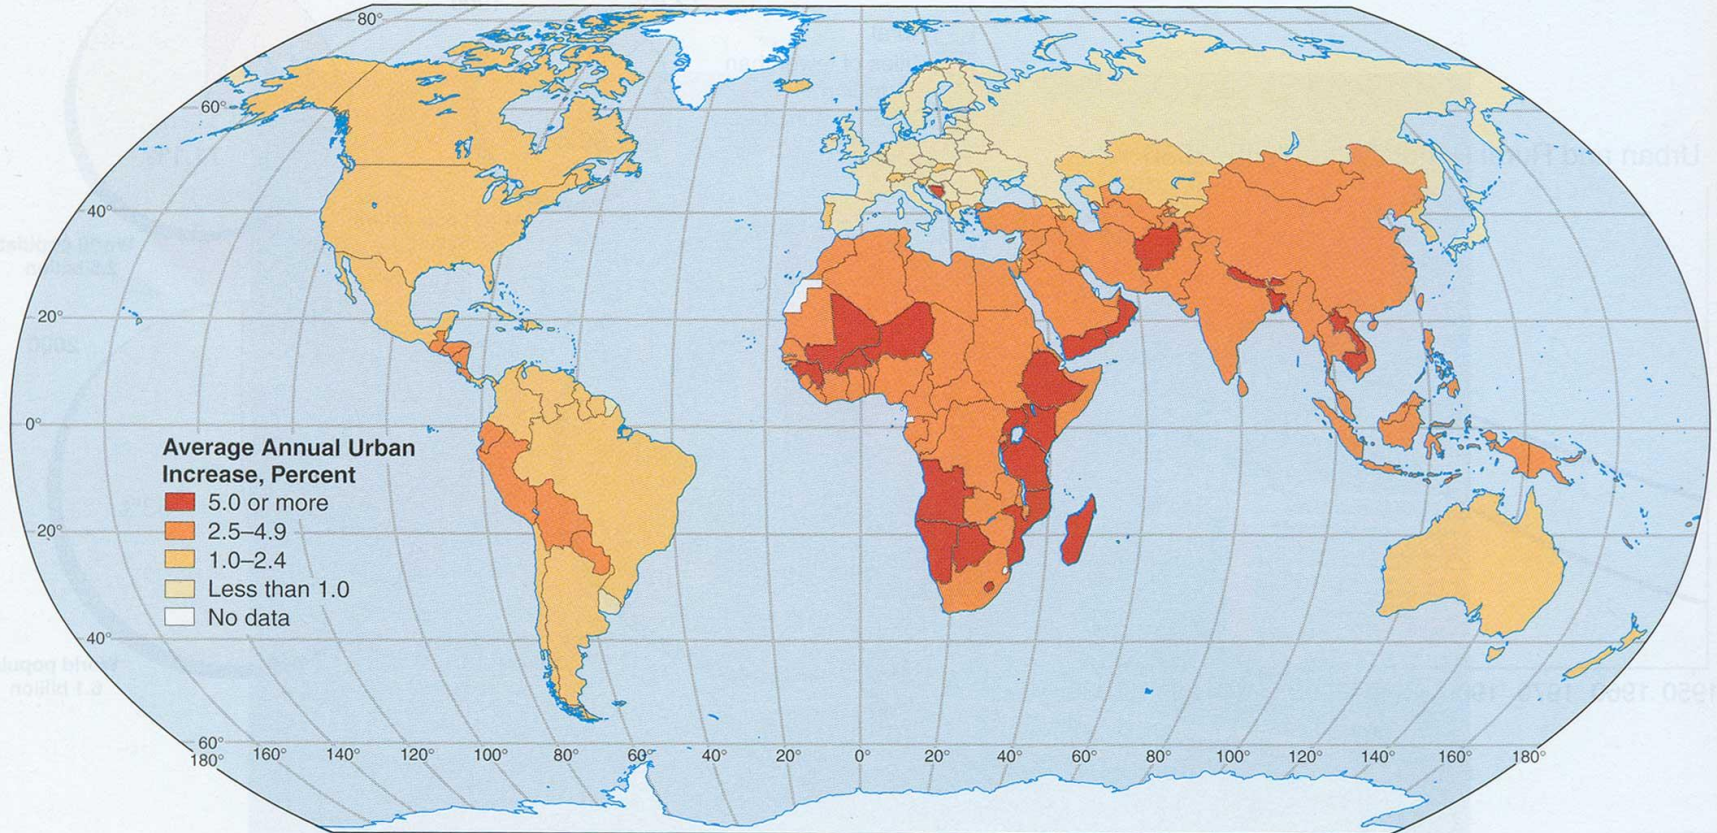 80°
60°
40°
20°
0°
20°
40°
60°
Average Annual Urban
Increase, Percent
5.0 or more
2.5–4.9
1.0–2.4
Less than 1.0
No data
180° 160° 140° 120° 100° 80° 60° 40° 20° 0° 20° 40° 60° 80° 100° 120° 140° 160° 180°